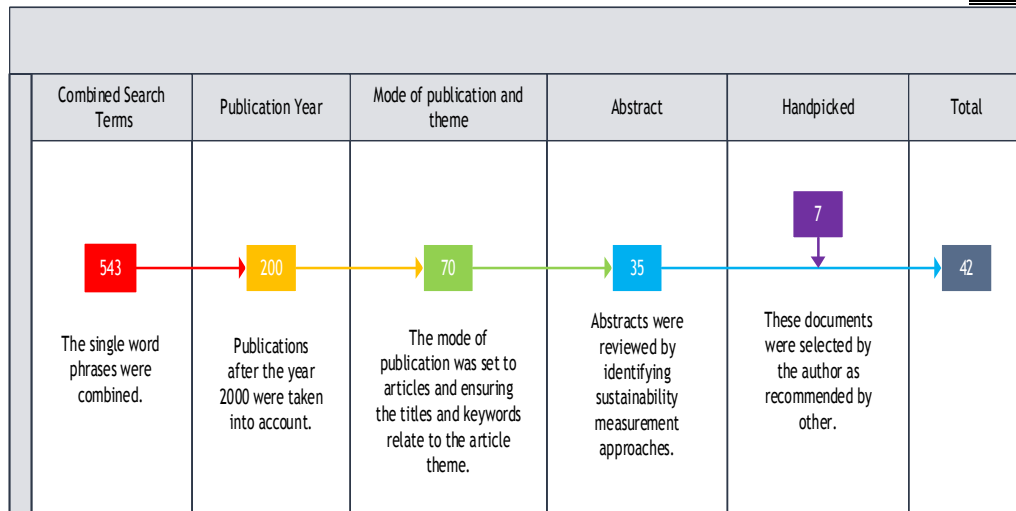 Combined Search
Terms
Publication Year
Mode of publication and
theme
Abstract
Handpicked
Total
543
200
70
35
7
42
The single word
phrases were
combined.
Publications
after the year
2000 were taken
into account.
The mode of
publication was set to
articles and ensuring
the titles and keywords
relate to the article
theme.
Abstracts were
reviewed by
identifying
sustainability
measurement
approaches.
These documents
were selected by
the author as
recommended by
other.